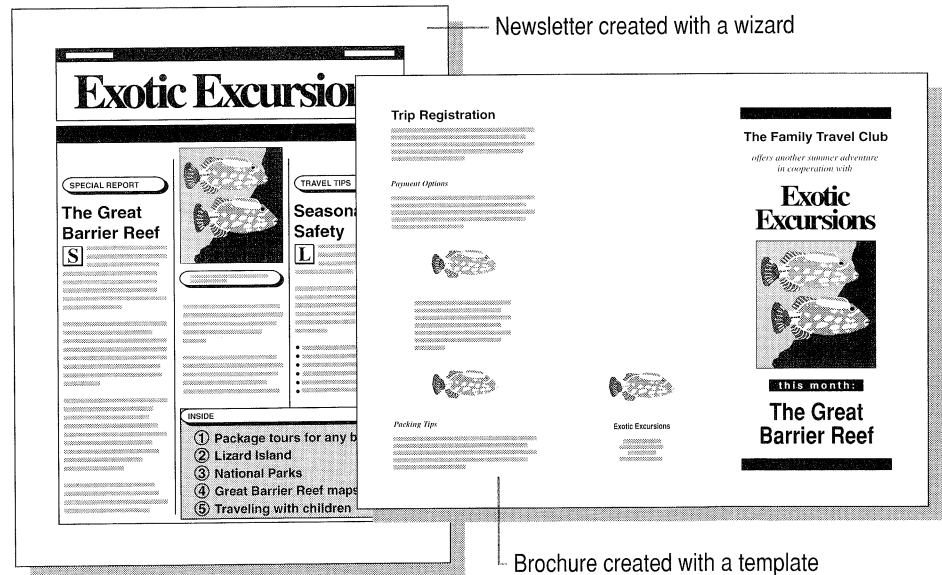 Newsletter created with a wizard
Exotic Excursio
SPECIAL REPORT
The Great
Barrier Reef
S
TRAVEL TIPS
Seasona
Safety
L
INSIDE
① Package tours for any b
② Lizard Island
③ National Parks
④ Great Barrier Reef maps
⑤ Traveling with children
Trip Registration
Payment Options
Packing Tips
Exotic Excursions
The Family Travel Club
offers another summer adventure
in cooperation with
Exotic
Excursions
this month:
The Great
Barrier Reef
Brochure created with a template